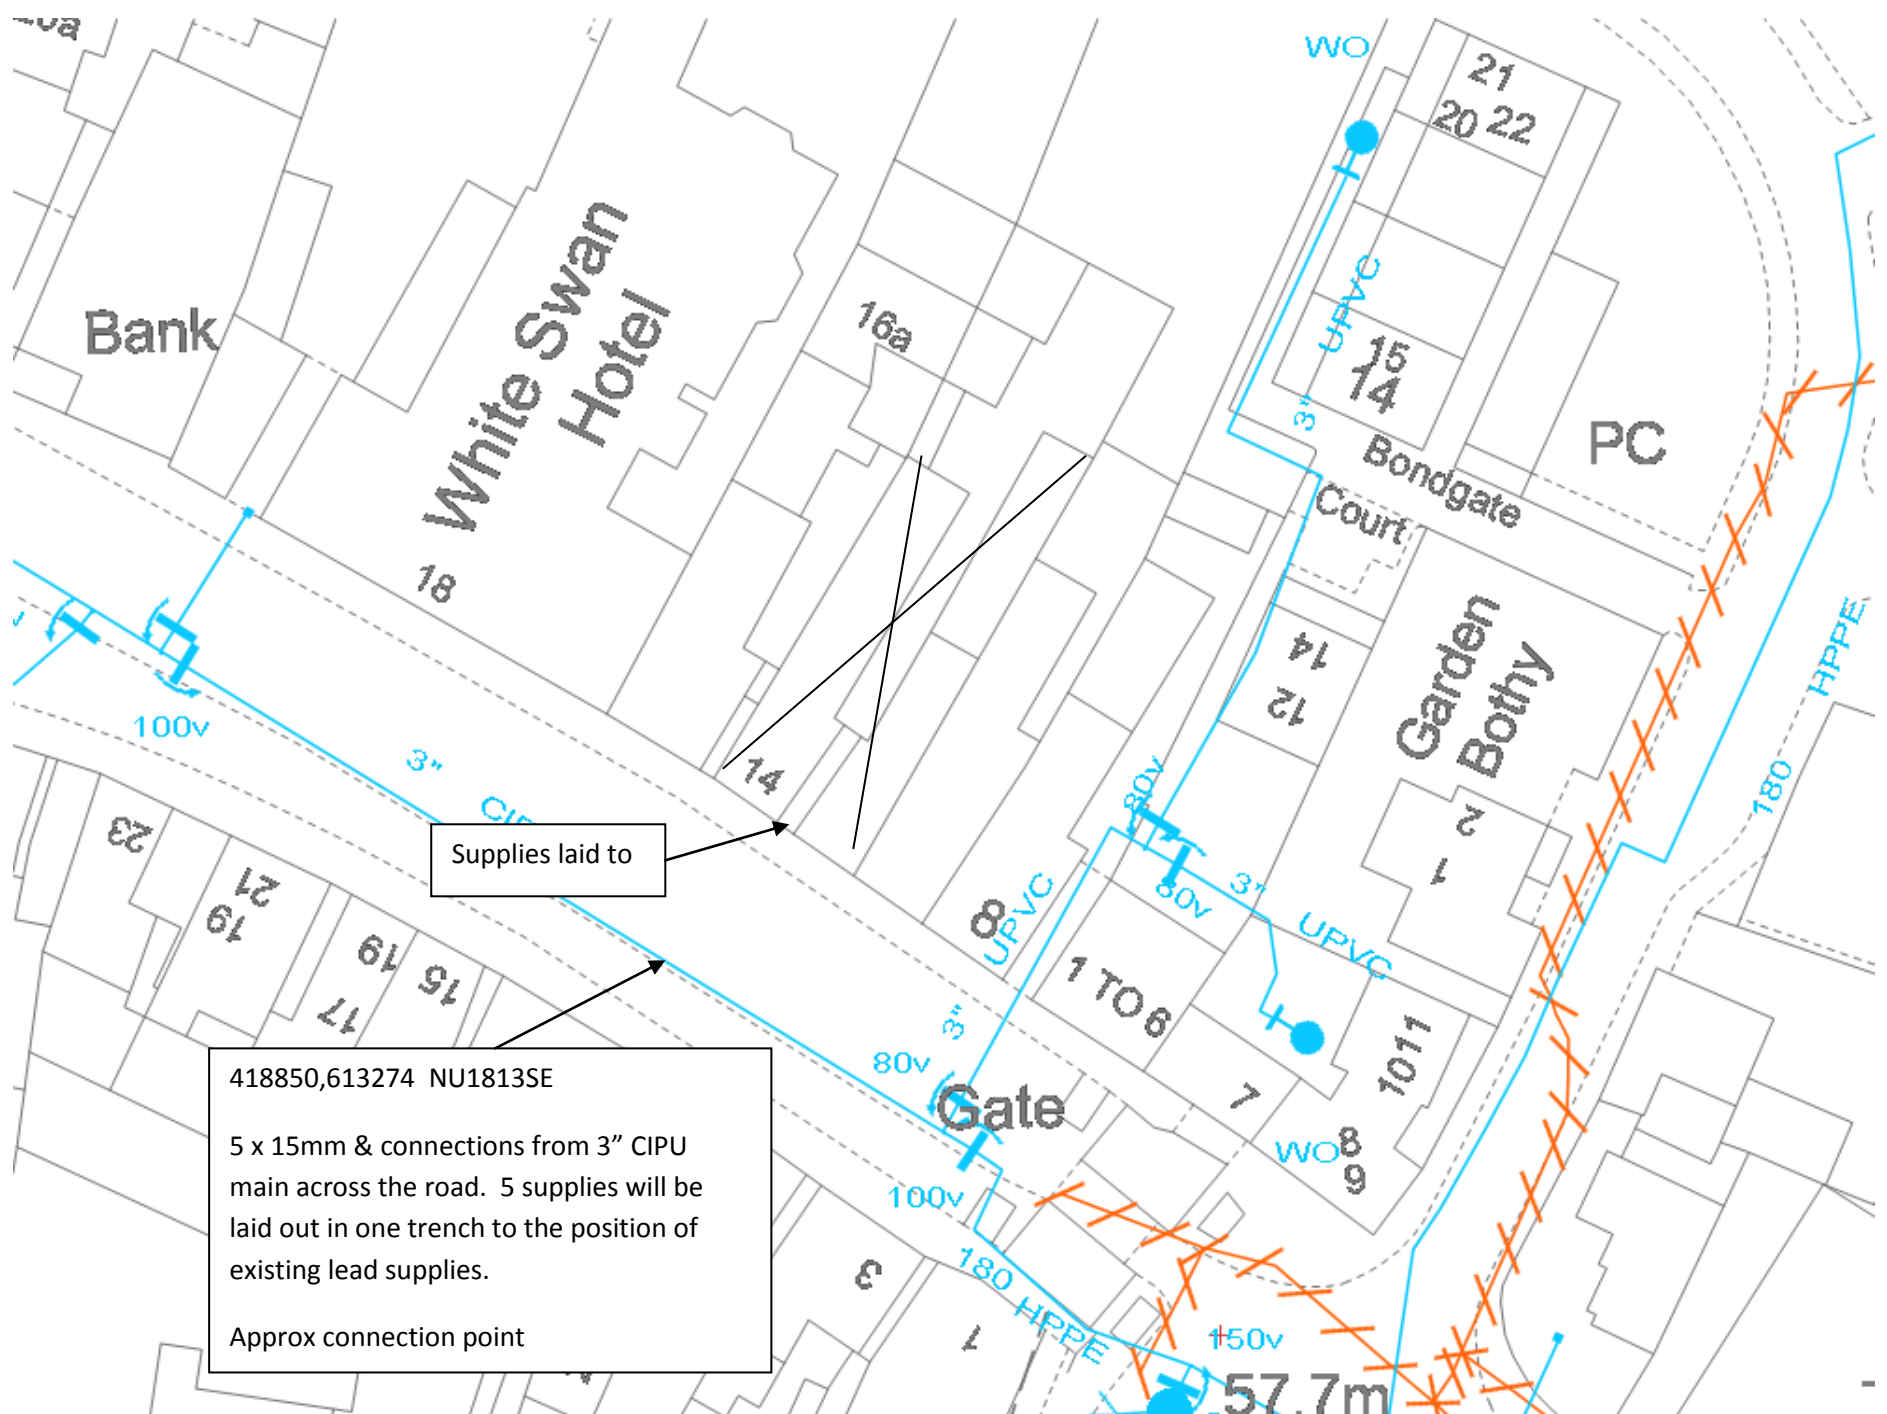 WO
21
20 22
Bank
White Swan
Hotel
16a
UPVC
15
14
3"
PC
Bondgate
Court
18
14
12
Garden
Bothy
HPPE
180
100v
3"
14
80v
2
1
23
21
19
Supplies laid to
8
UPVC
80v
3"
UPVC
19
15
17
1 TO 6
3"
1011
418850,613274 NU1813SE
5 x 15mm & connections from 3” CIPU
main across the road. 5 supplies will be
laid out in one trench to the position of
existing lead supplies.
Approx connection point
80v
Gate
7
WO
8
9
100v
3
180 HPPE
1
150v
57.7m